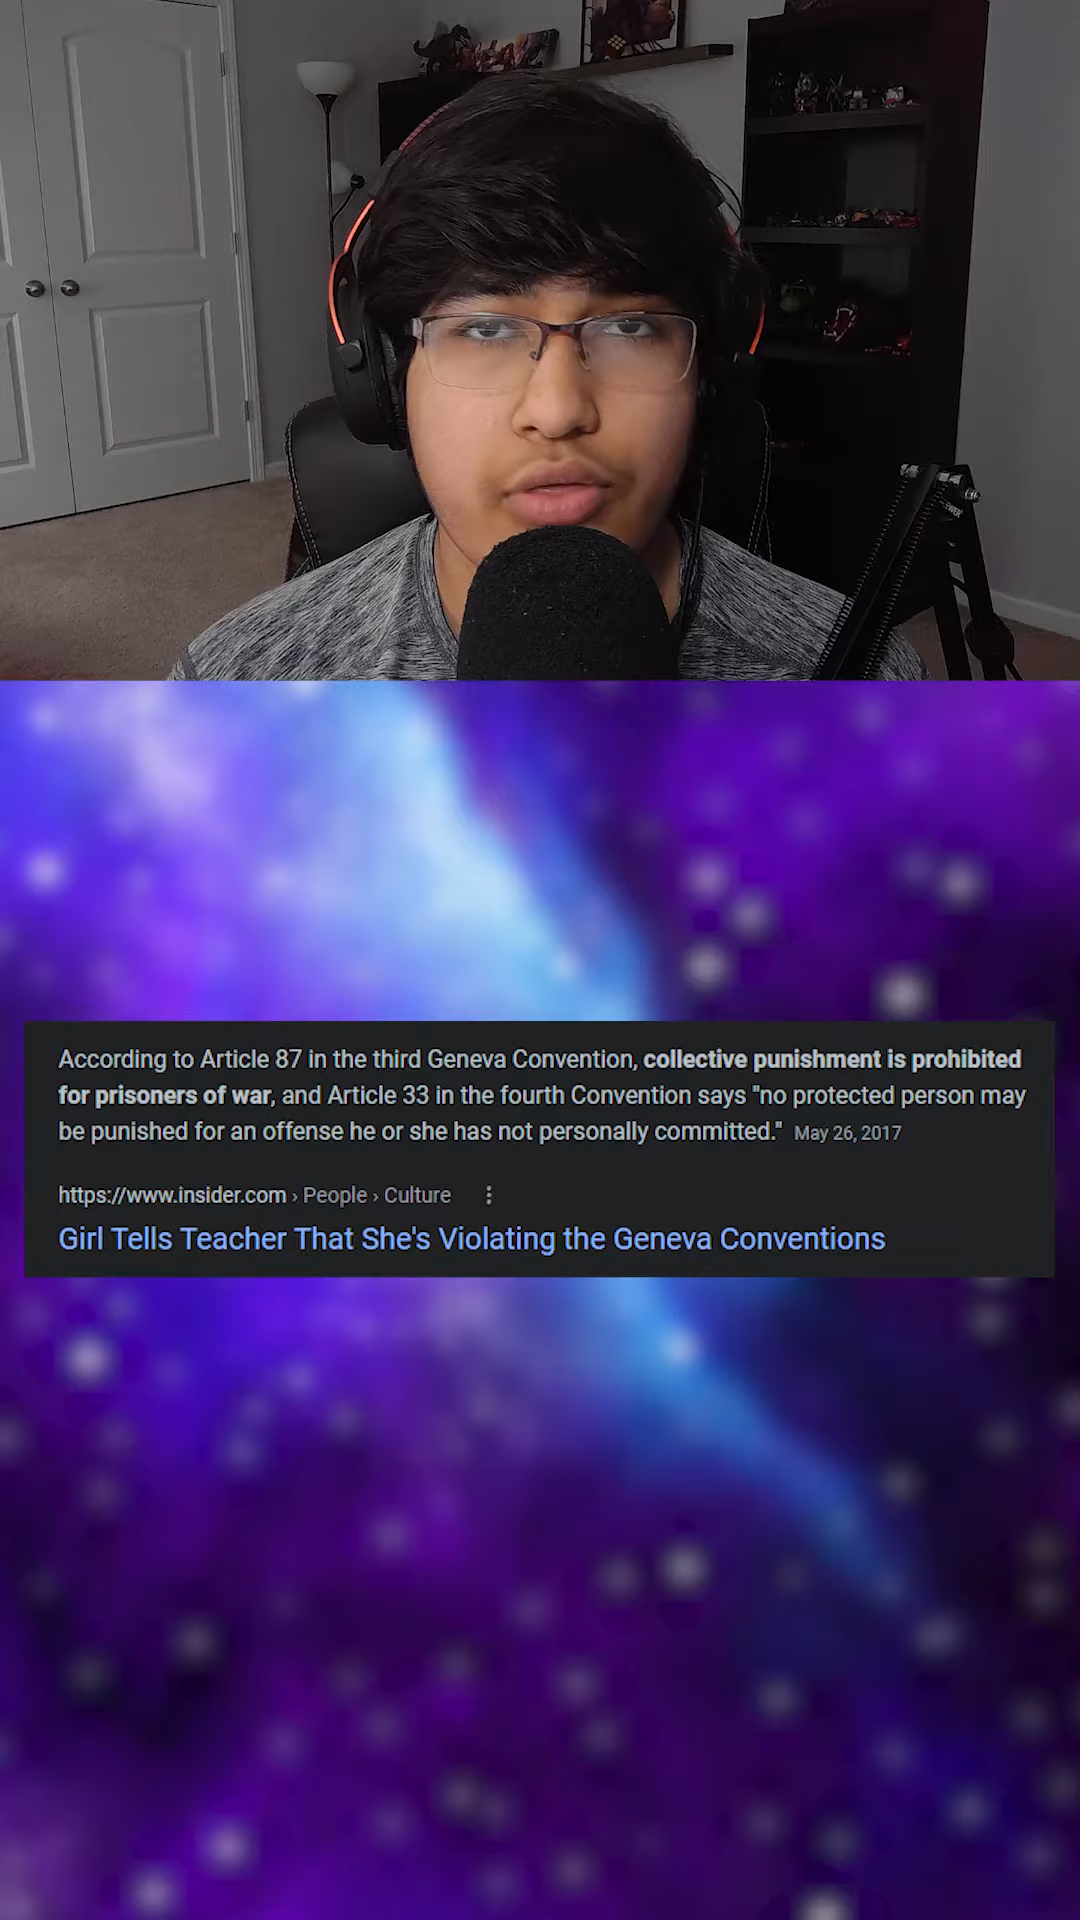 According to Article 87 in the third Geneva Convention, collective punishment is prohibited
for prisoners of war, and Article 33 in the fourth Convention says "no protected person may
be punished for an offense he or she has not personally committed." May 26, 2017
https://www.insider.com › People › Culture
Girl Tells Teacher That She's Violating the Geneva Conventions